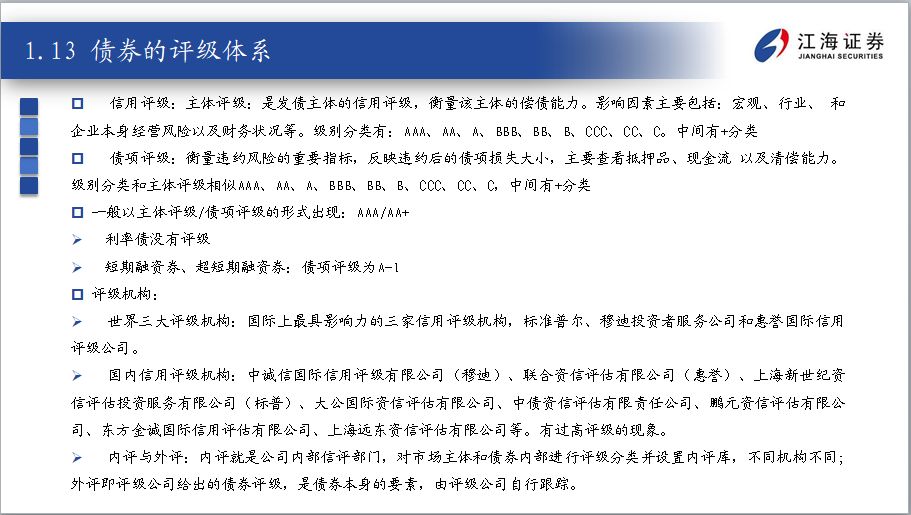 1.13 债券的评级体系
江海证券
JIANGHAI SECURITIES
信用评级：主体评级：是发债主体的信用评级，衡量该主体的偿债能力。影响因素主要包括：宏观、行业、 和
企业本身经营风险以及财务状况等。级别分类有：AAA、AA、A、BBB、BB、B、CCC、CC、C。中间有+分类
债项评级：衡量违约风险的重要指标，反映违约后的债项损失大小，主要查看抵押品、现金流 以及清偿能力。
级别分类和主体评级相似AAA、AA、A、BBB、BB、B、CCC、CC、C，中间有+分类
一般以主体评级/债项评级的形式出现：AAA/AA+
利率债没有评级
短期融资券、超短期融资券：债项评级为A-1
评级机构：
世界三大评级机构：国际上最具影响力的三家信用评级机构，标准普尔、穆迪投资者服务公司和惠誉国际信用
评级公司。
国内信用评级机构：中诚信国际信用评级有限公司（穆迪）、联合资信评估有限公司（惠誉）、上海新世纪资
信评估投资服务有限公司（标普）、大公国际资信评估有限公司、中债资信评估有限责任公司、鹏元资信评估有限公
司、东方金诚国际信用评估有限公司、上海远东资信评估有限公司等。有过高评级的现象。
内评与外评：内评就是公司内部信评部门，对市场主体和债券内部进行评级分类并设置内评库，不同机构不同；
外评即评级公司给出的债券评级，是债券本身的要素，由评级公司自行跟踪。